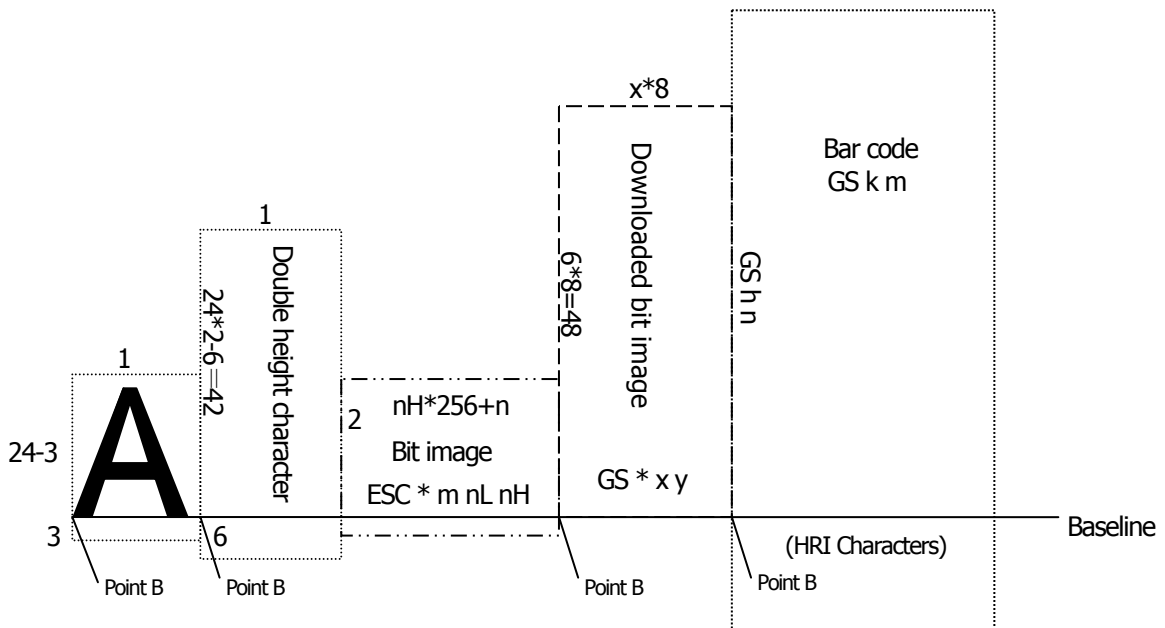 x*8
Bar code
GS k m
Downloaded bit image
1
Double height character
24*2-6=42
6*8=48
GS h n
1
A
24-3
2
nH*256+n
Bit image
ESC * m nL nH
GS * x y
3
6
Baseline
(HRI Characters)
Point B
Point B
Point B
Point B